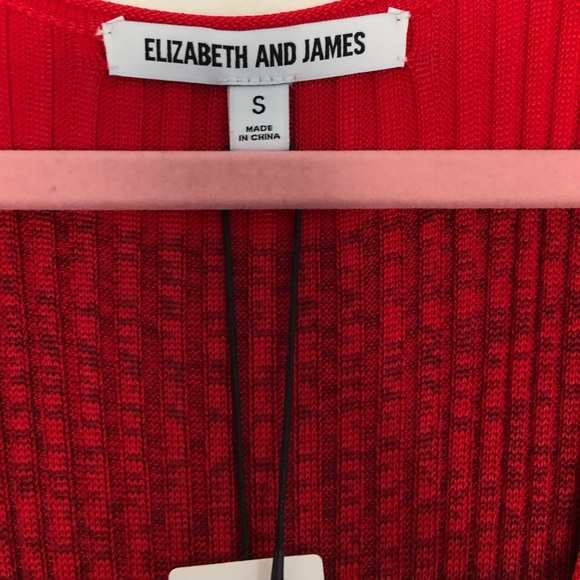 ELIZABETH AND JAMES
S
MADE
IN CHINA